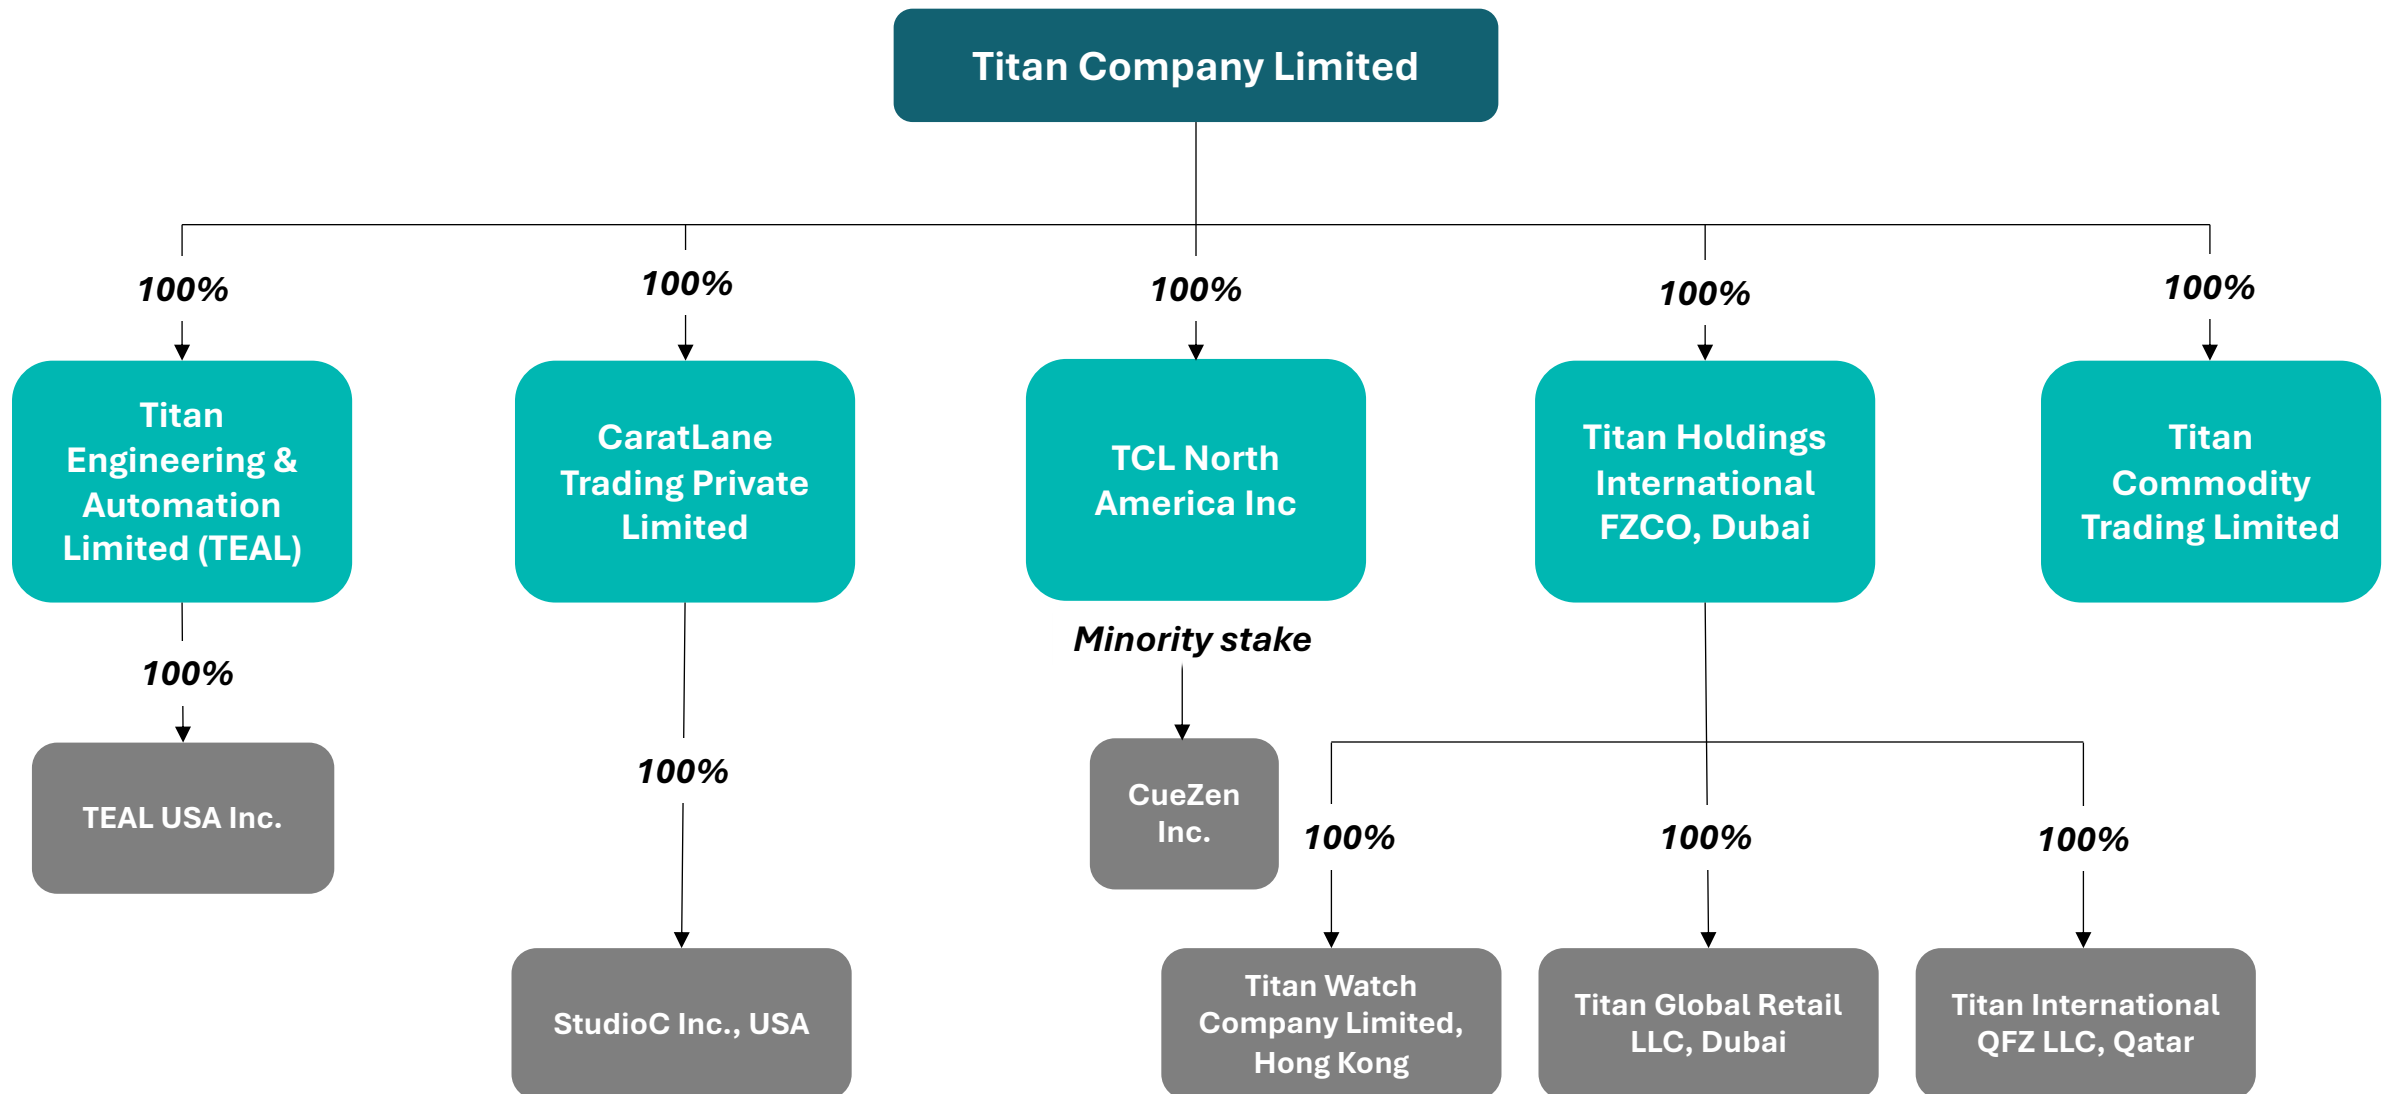 Titan Company Limited
100%
100%
100%
100%
100%
Titan
Engineering &
Automation
Limited (TEAL)
CaratLane
Trading Private
Limited
TCL North
America Inc
Titan Holdings
International
FZCO, Dubai
Titan
Commodity
Trading Limited
Minority stake
100%
100%
TEAL USA Inc.
CueZen
Inc.
100%
100%
100%
StudioC Inc., USA
Titan Watch
Company Limited,
Hong Kong
Titan Global Retail
LLC, Dubai
Titan International
QFZ LLC, Qatar